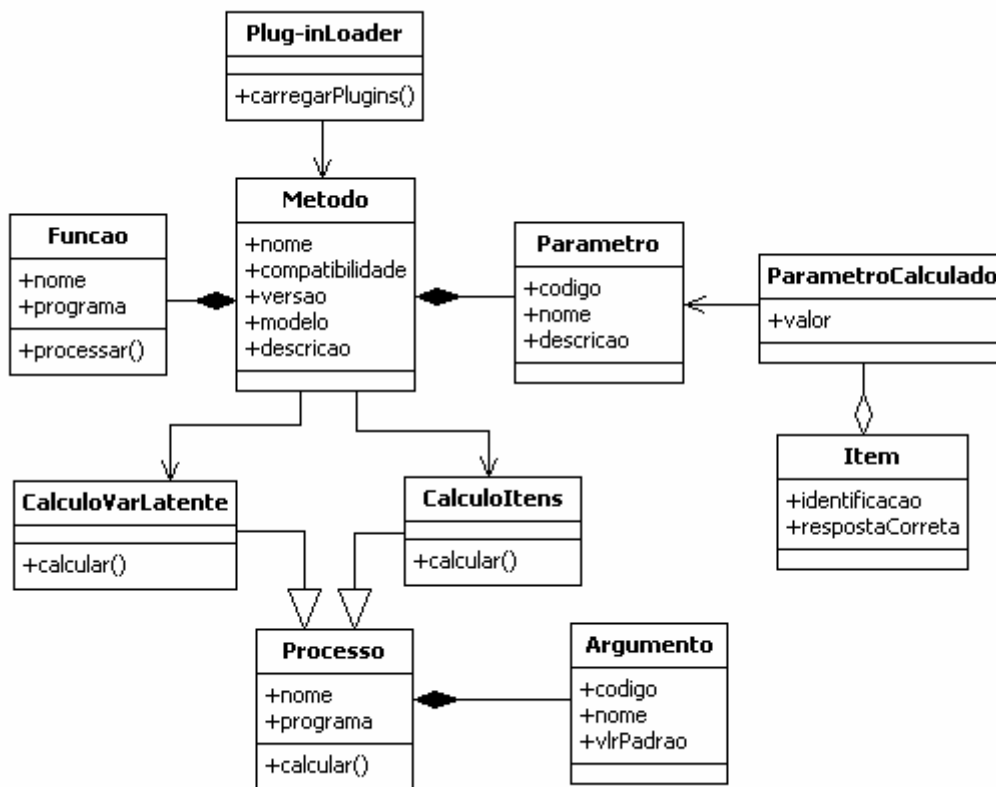 Plug-inLoader
+carregarPlugins()
Metodo
+nome
+compatibilidade
+versao
+modelo
+descricao
Funcao
+nome
+programa
+processar()
Parametro
+codigo
+nome
+descricao
ParametroCalculado
+valor
Item
+identificacao
+respostaCorreta
CalculoVarLatente
+calcular()
CalculoItens
+calcular()
Processo
+nome
+programa
+calcular()
Argumento
+codigo
+nome
+vlrPadrao